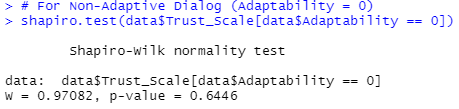 > # For Non-Adaptive Dialog (Adaptability = 0)
> shapiro.test(data$Trust_Scale[data$Adaptability == 0])
Shapiro-Wilk normality test
data:  data$Trust_Scale[data$Adaptability == 0]
W = 0.97082, p-value = 0.6446